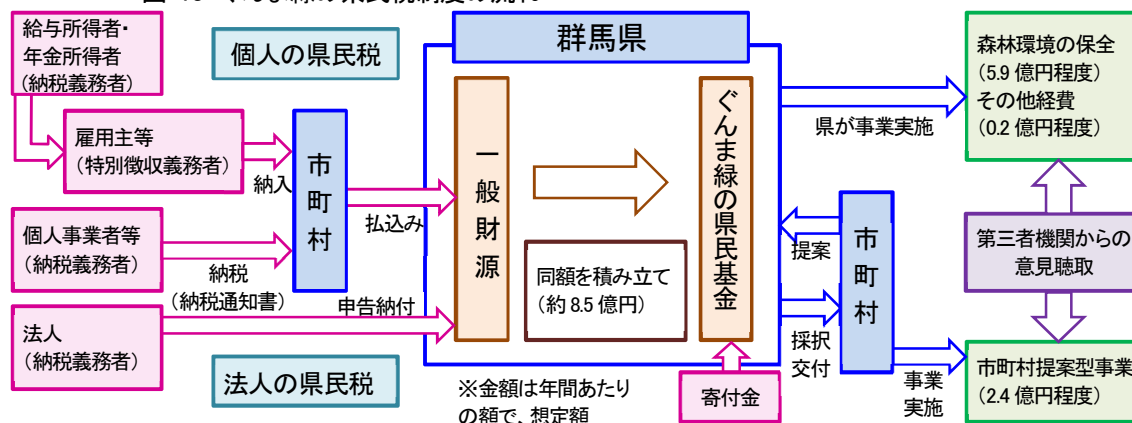 給与所得者・
年金所得者
(納税義務者)
個人の県民税
群馬県
森林環境の保全
(5.9 億円程度)
その他経費
(0.2 億円程度)
県が事業実施
雇用主等
(特別徴収義務者)
納入
市町村
払込み
一般財源
ぐんま緑の県民基金
個人事業者等
(納税義務者)
納税
(納税通知書)
同額を積み立て
(約 8.5 億円)
提案
市町村
第三者機関からの
意見聴取
申告納付
法人
(納税義務者)
採択
交付
法人の県民税
※金額は年間あたり
の額で、想定額
寄付金
事業
実施
市町村提案型事業
(2.4 億円程度)